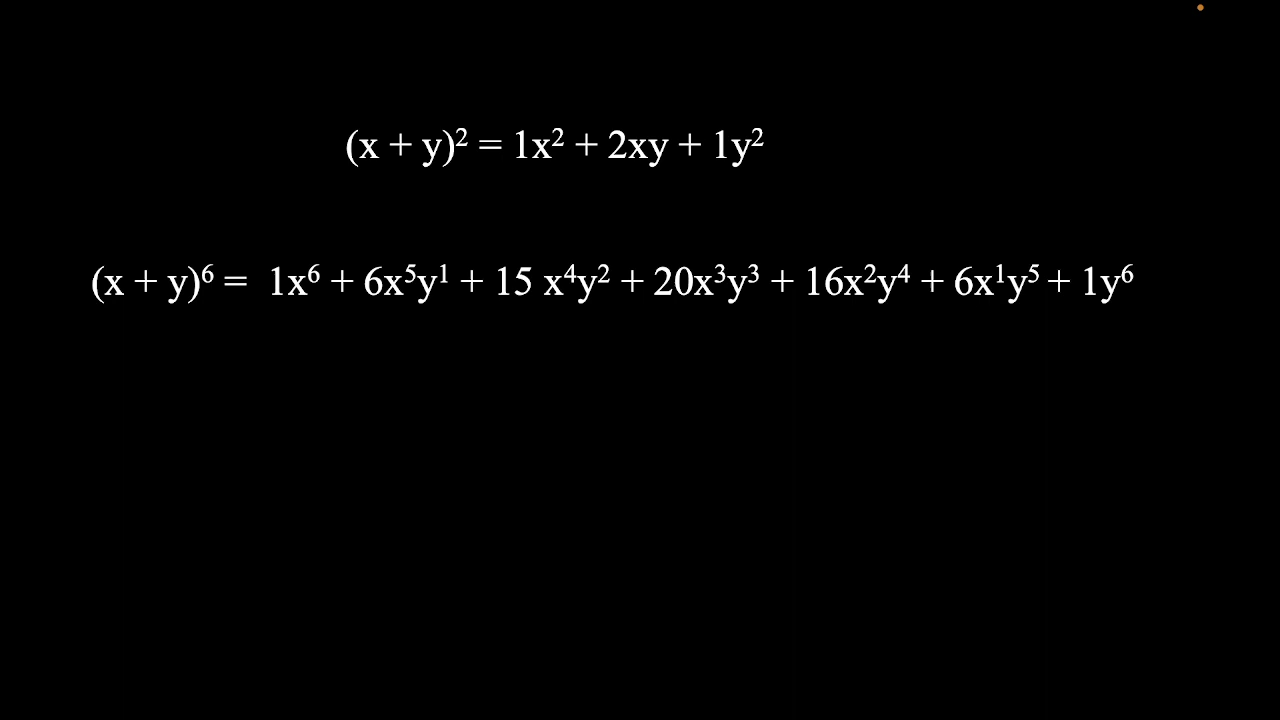 (x + y)² = 1x² + 2xy + 1y²
(x + y)⁶ = 1x⁶ + 6x⁵y¹ + 15 x⁴y² + 20x³y³ + 16x²y⁴ + 6x¹y⁵ + 1y⁶